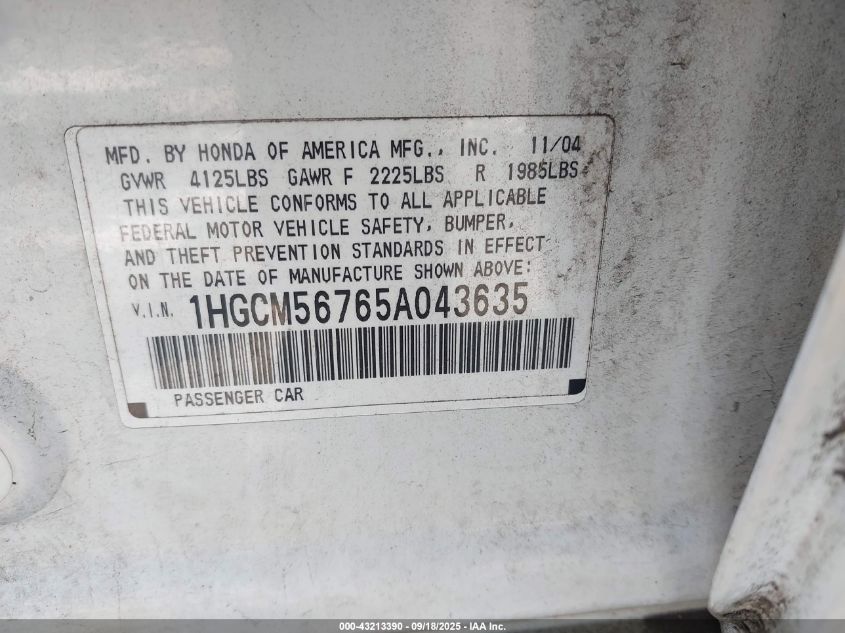 MFD. BY HONDA OF AMERICA MFG., INC. 11/04
GVWR 4125LBS GAWR F 2225LBS R 1985LBS
THIS VEHICLE CONFORMS TO ALL APPLICABLE
FEDERAL MOTOR VEHICLE SAFETY, BUMPER,
AND THEFT PREVENTION STANDARDS IN EFFECT
ON THE DATE OF MANUFACTURE SHOWN ABOVE:
V.I.N. 1HGCM56765A043635
PASSENGER CAR
000-43213390 - 09/18/2025 - IAA Inc.